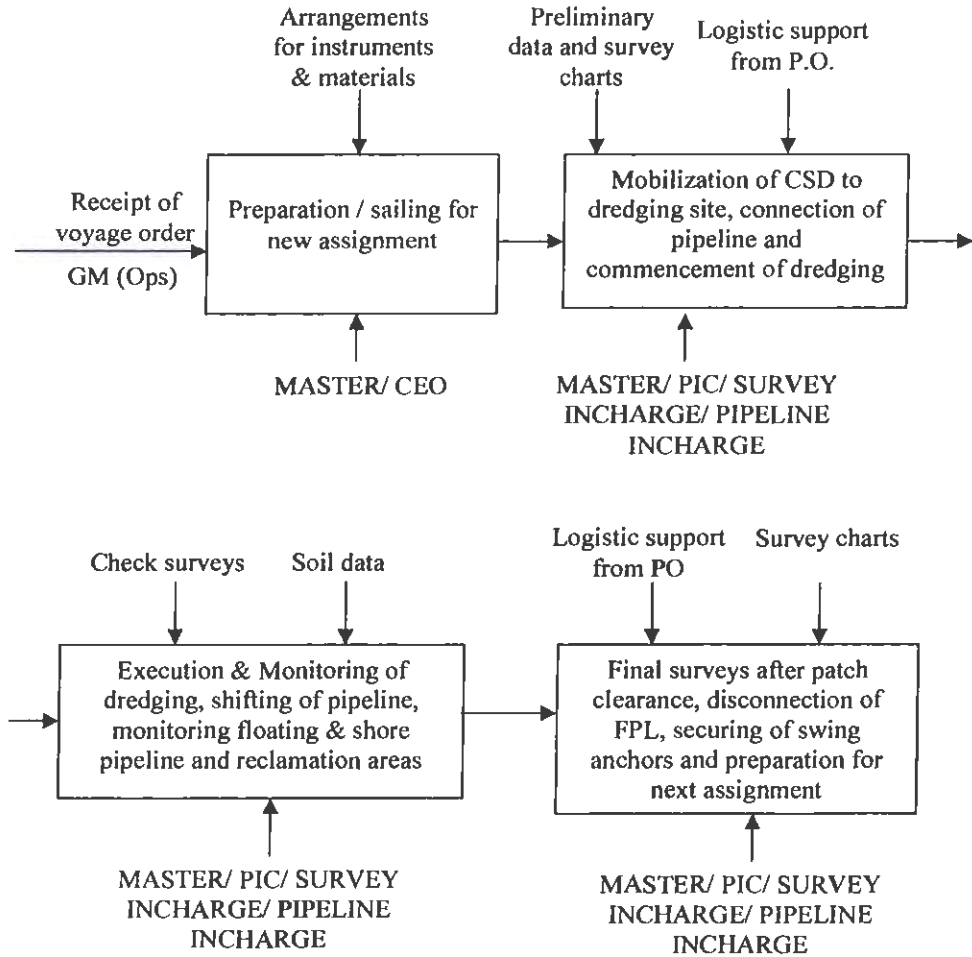 Arrangements
for instruments
& materials
Preliminary
data and survey
charts
Logistic support
from P.O.
Receipt of
voyage order
GM (Ops)
Preparation / sailing for
new assignment
Mobilization of CSD to
dredging site, connection of
pipeline and
commencement of dredging
MASTER/ CEO
MASTER/ PIC/ SURVEY
INCHARGE/ PIPELINE
INCHARGE
Check surveys
Soil data
Logistic support
from PO
Survey charts
Execution & Monitoring of
dredging, shifting of pipeline,
monitoring floating & shore
pipeline and reclamation areas
Final surveys after patch
clearance, disconnection of
FPL, securing of swing
anchors and preparation for
next assignment
MASTER/ PIC/ SURVEY
INCHARGE/ PIPELINE
INCHARGE
MASTER/ PIC/ SURVEY
INCHARGE/ PIPELINE
INCHARGE